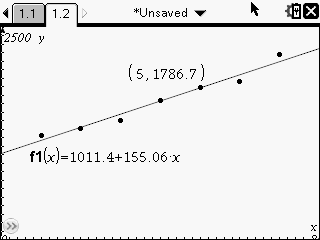 1.1 1.2 *Unsaved
2500 y
(5, 1786.7)
f1(x)=1011.4+155.06·x
x